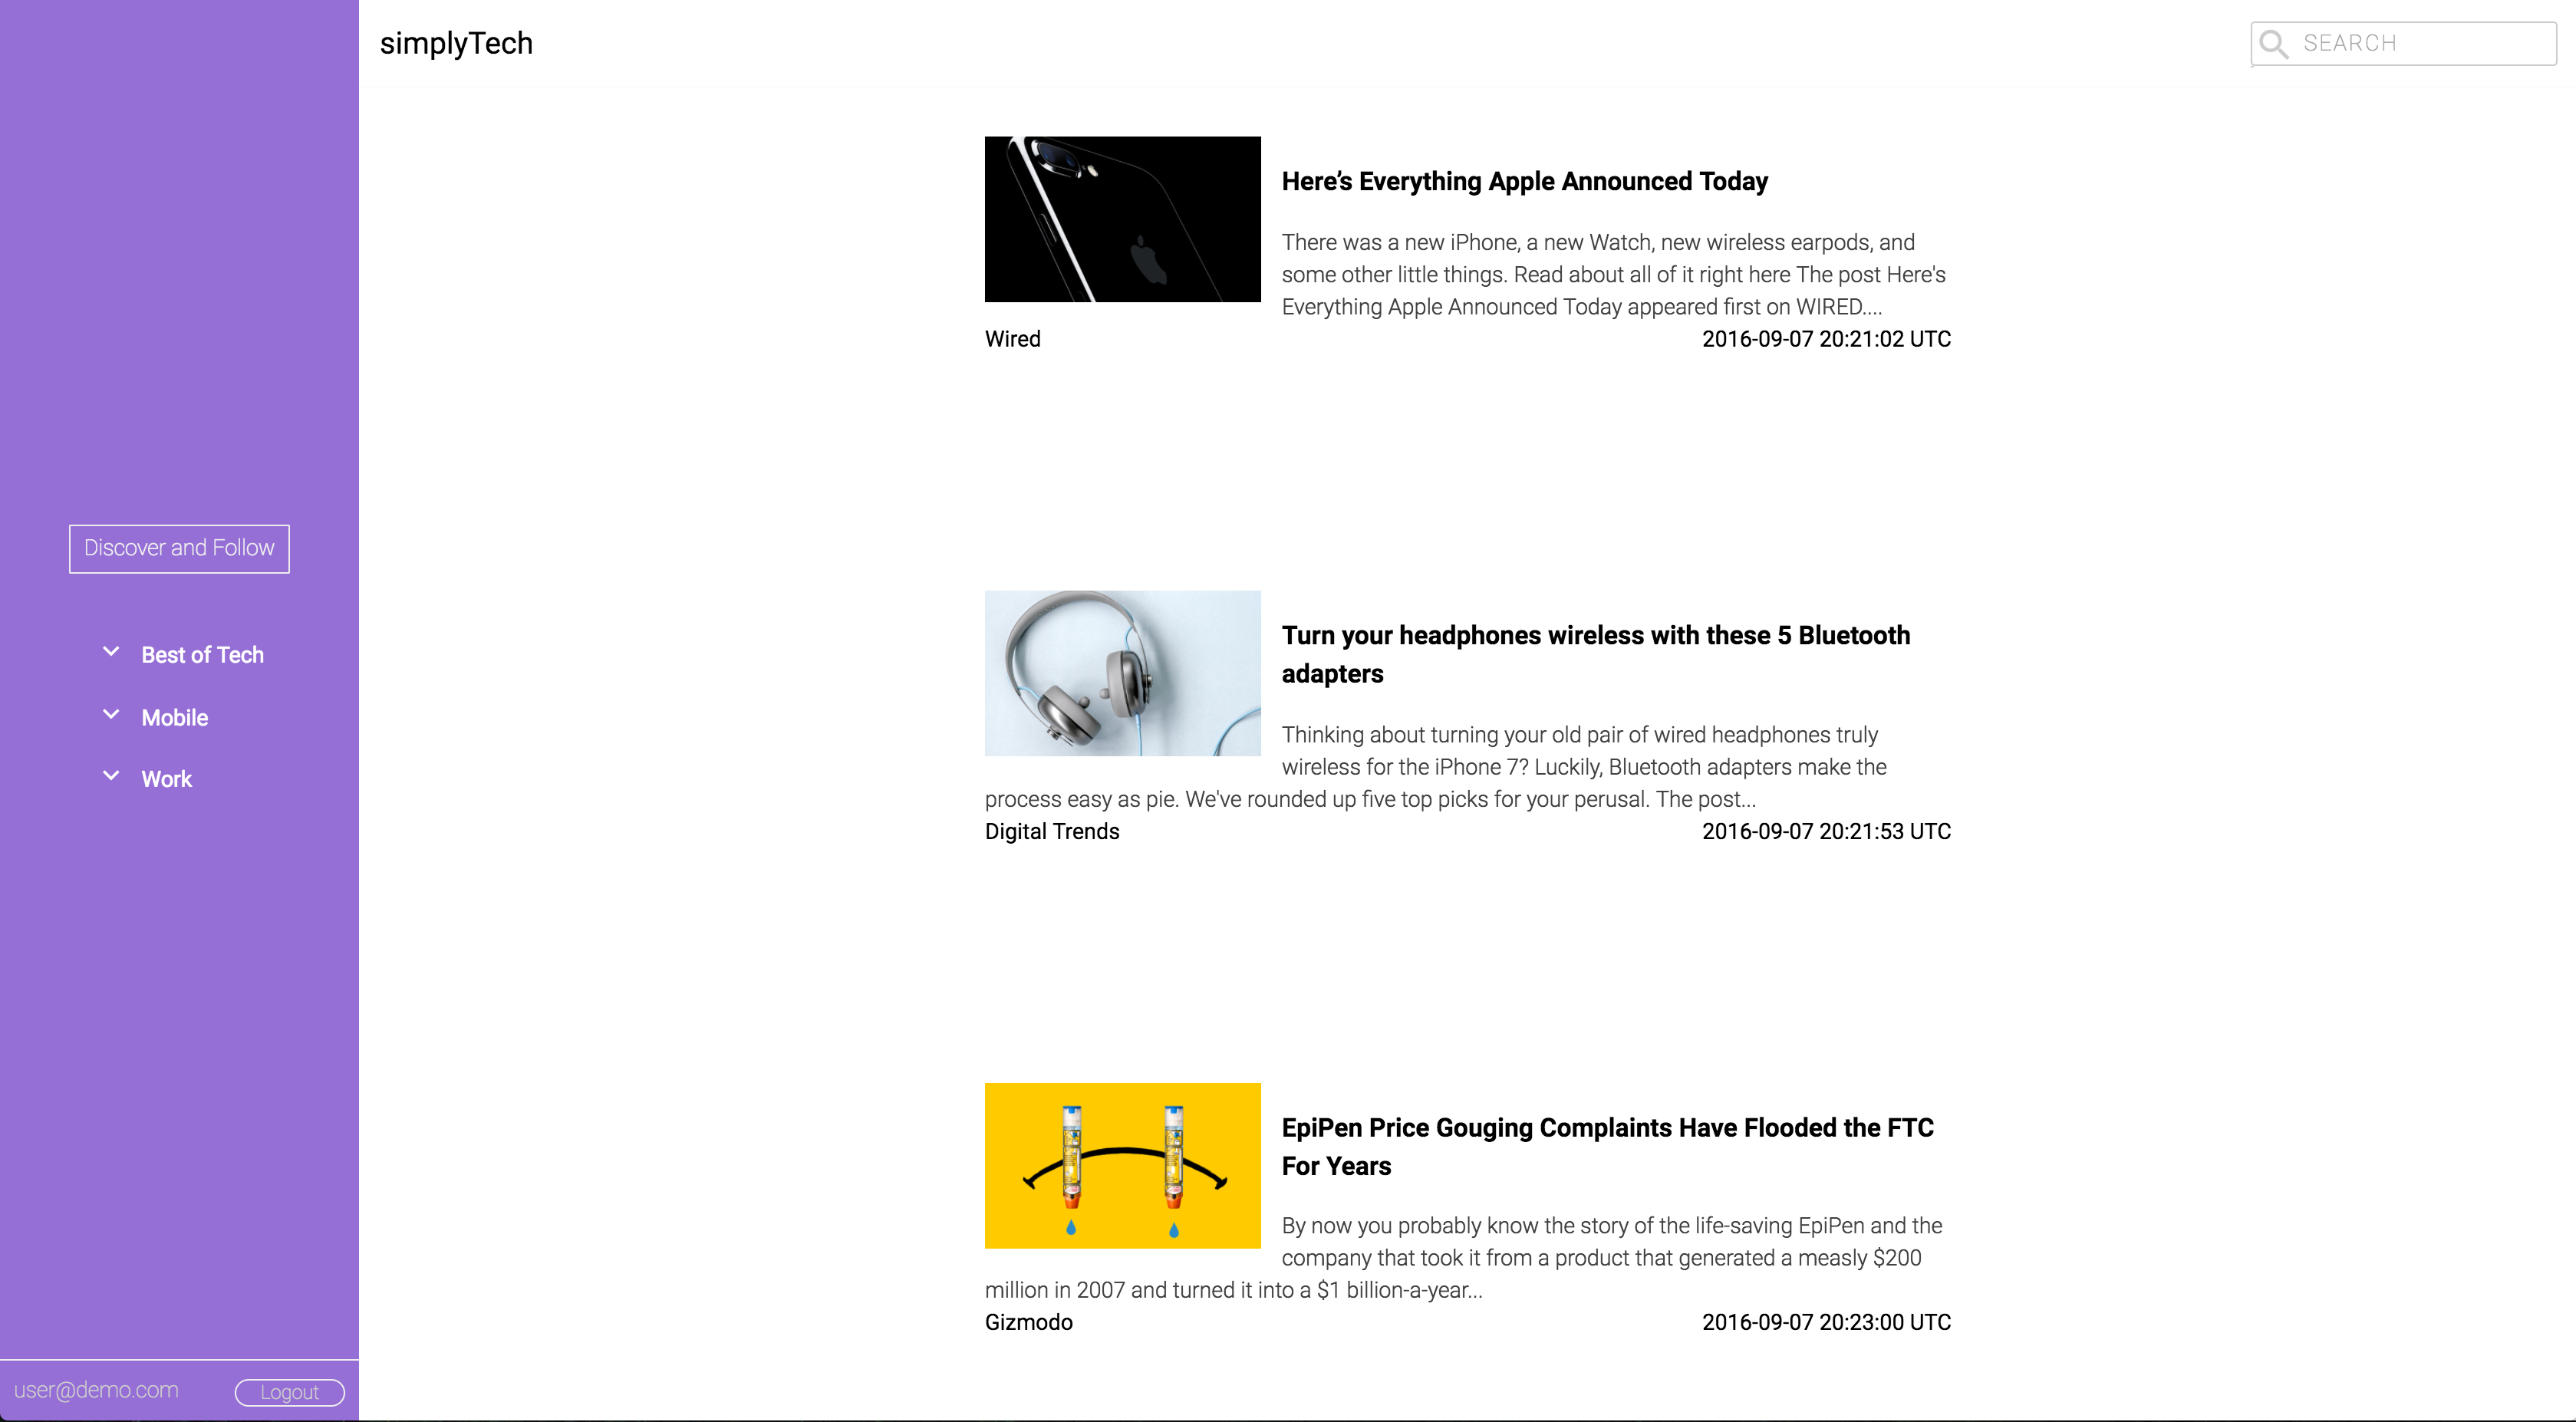 simplyTech
SEARCH
Discover and Follow
Best of Tech
Mobile
Work
user@demo.com
Logout
Here’s Everything Apple Announced Today
There was a new iPhone, a new Watch, new wireless earpods, and
some other little things. Read about all of it right here The post Here's
Everything Apple Announced Today appeared first on WIRED....
Wired
2016-09-07 20:21:02 UTC
Turn your headphones wireless with these 5 Bluetooth
adapters
Thinking about turning your old pair of wired headphones truly
wireless for the iPhone 7? Luckily, Bluetooth adapters make the
process easy as pie. We've rounded up five top picks for your perusal. The post...
Digital Trends
2016-09-07 20:21:53 UTC
EpiPen Price Gouging Complaints Have Flooded the FTC
For Years
By now you probably know the story of the life-saving EpiPen and the
company that took it from a product that generated a measly $200
million in 2007 and turned it into a $1 billion-a-year...
Gizmodo
2016-09-07 20:23:00 UTC